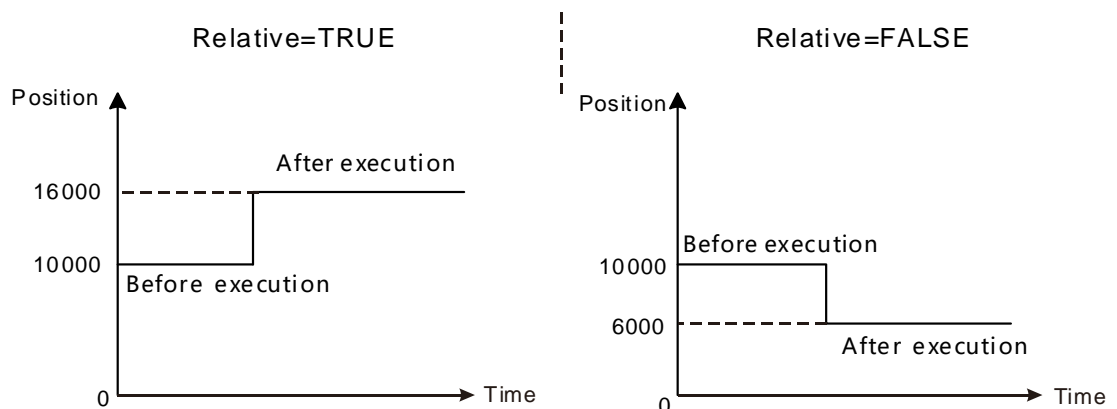 Relative=TRUE
Position
After execution
16000
10000
Before execution
0
Time
Relative=FALSE
Position
Before execution
10000
6000
After execution
0
Time